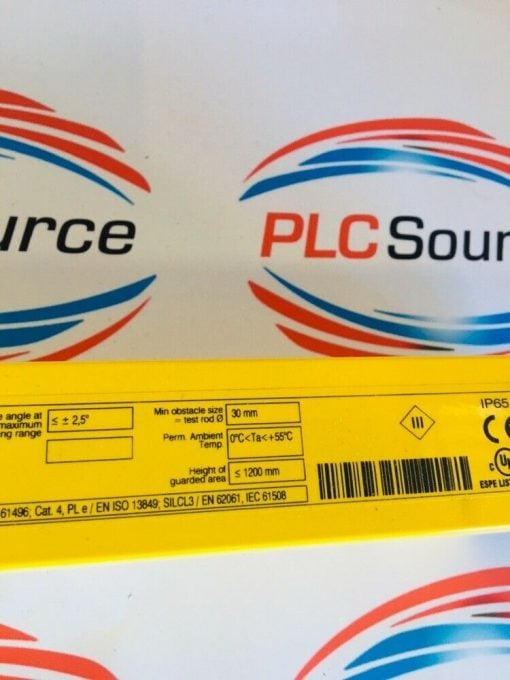 urce
PLC Sour
e angle at
maximum
ng range
≤ ± 2,5°
Min obstacle size
= test rod Ø
30 mm
Perm. Ambient
Temp
0°C<Ta<+55°C
Height of
guarded area
≤ 1200 mm
III
IP65
C
c
U
ESPE LIST
61496; Cat. 4, PL e / EN ISO 13849; SILCL3 / EN 62061, IEC 61508